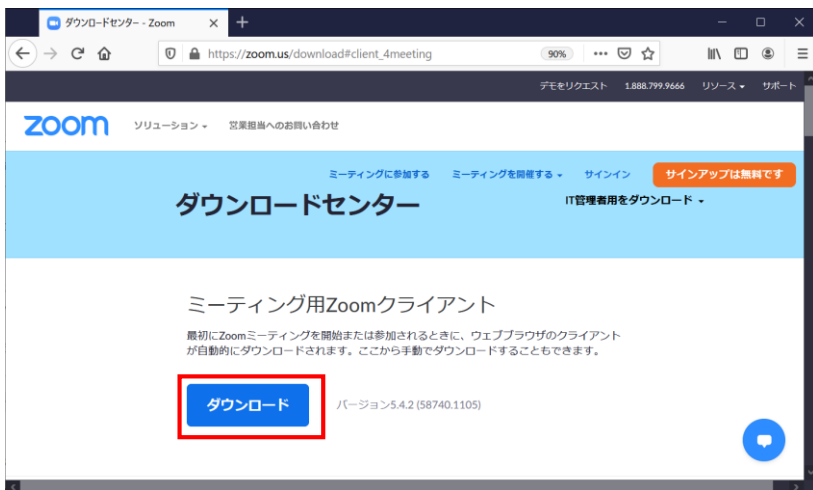 ダウンロードセンター - Zoom
https://zoom.us/download#client_4meeting
90%
デモをリクエスト 1.888.799.9666 リソース サポート
zoom ソリューション 営業担当へのお問い合わせ
ミーティングに参加する ミーティングを開催する サインイン サインアップは無料です
ダウンロードセンター
IT管理者用をダウンロード
ミーティング用Zoomクライアント
最初にZoomミーティングを開始または参加されるときに、ウェブブラウザのクライアント
が自動的にダウンロードされます。ここから手動でダウンロードすることもできます。
ダウンロード バージョン5.4.2 (58740.1105)